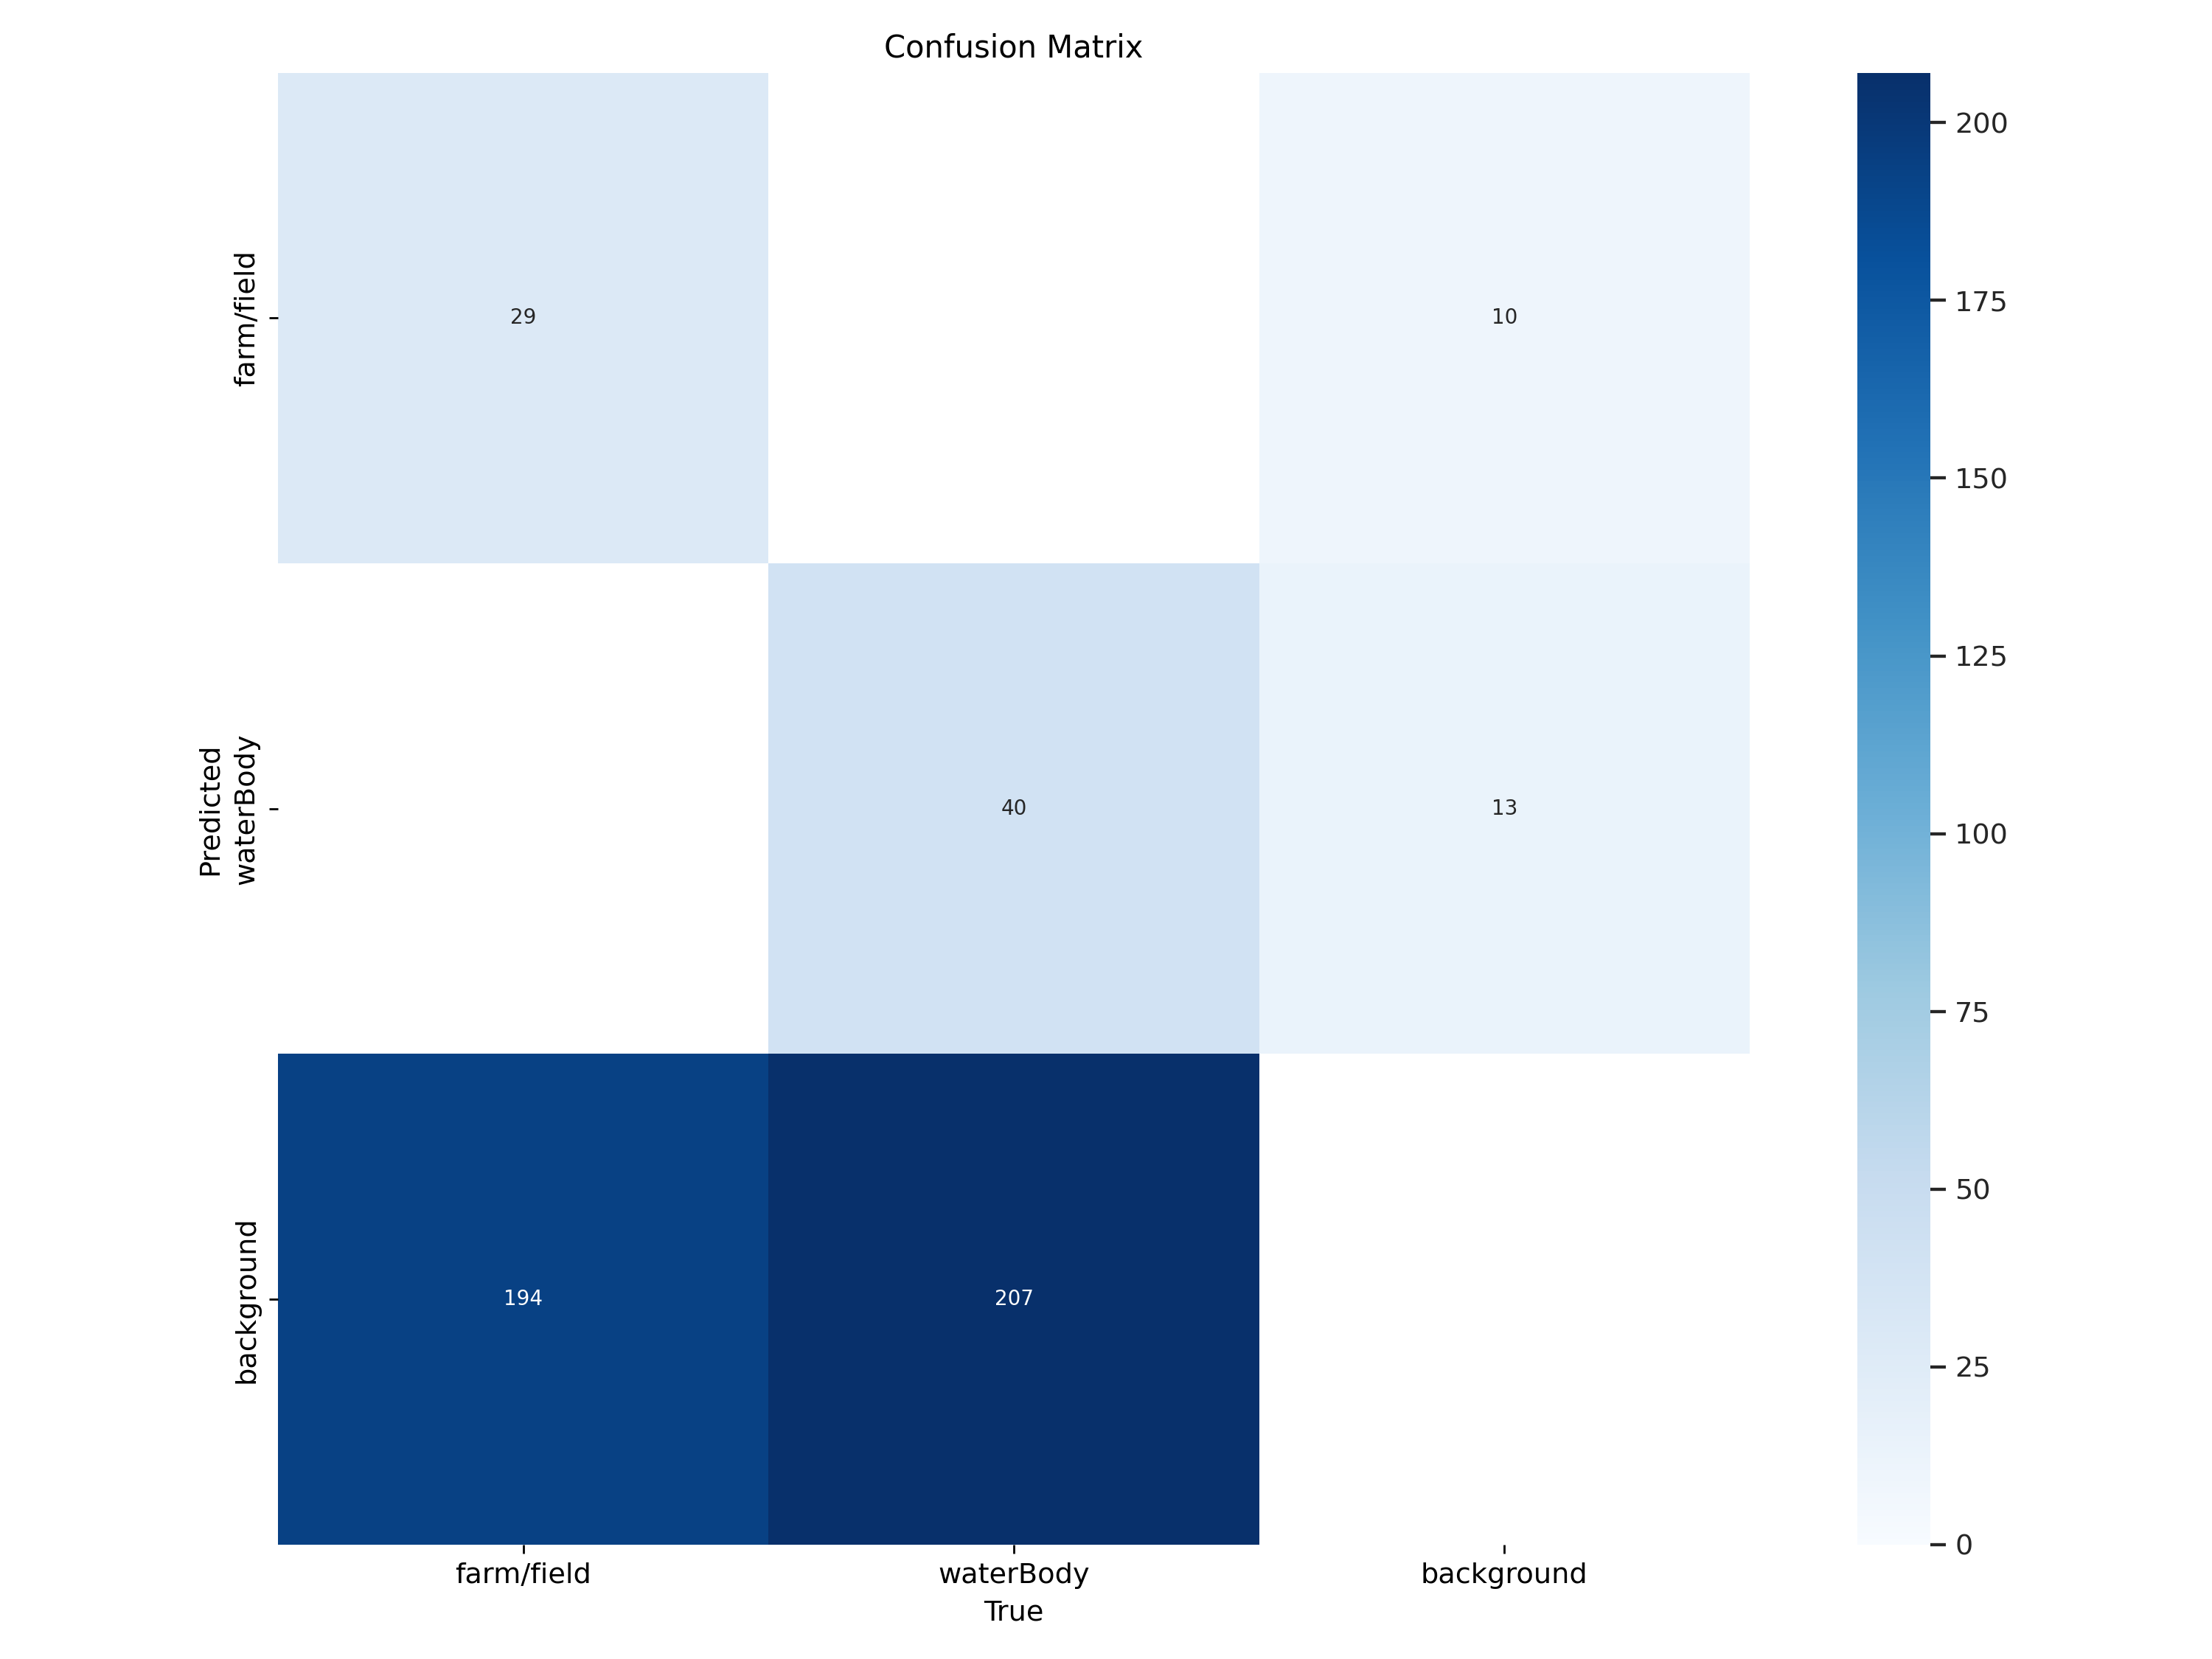 Confusion Matrix
farm/field
29
10
Predicted
waterBody
40
13
background
194
207
farm/field
waterBody
background
True
200
175
150
125
100
75
50
25
0